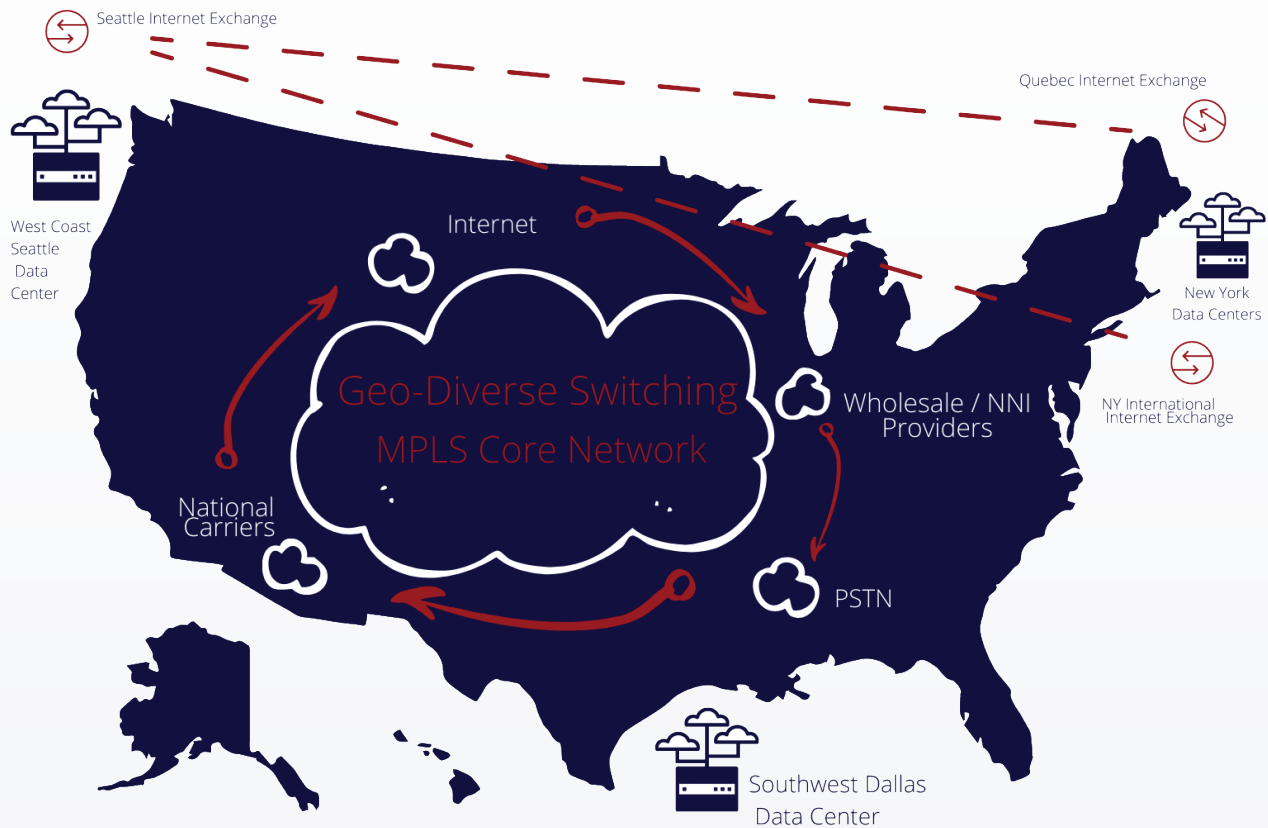 Seattle Internet Exchange
Quebec Internet Exchange
West Coast
Seattle
Data
Center
Internet
New York
Data Centers
Geo-Diverse Switching
MPLS Core Network
Wholesale / NNI
Providers
NY International
Internet Exchange
National
Carriers
PSTN
Southwest Dallas
Data Center